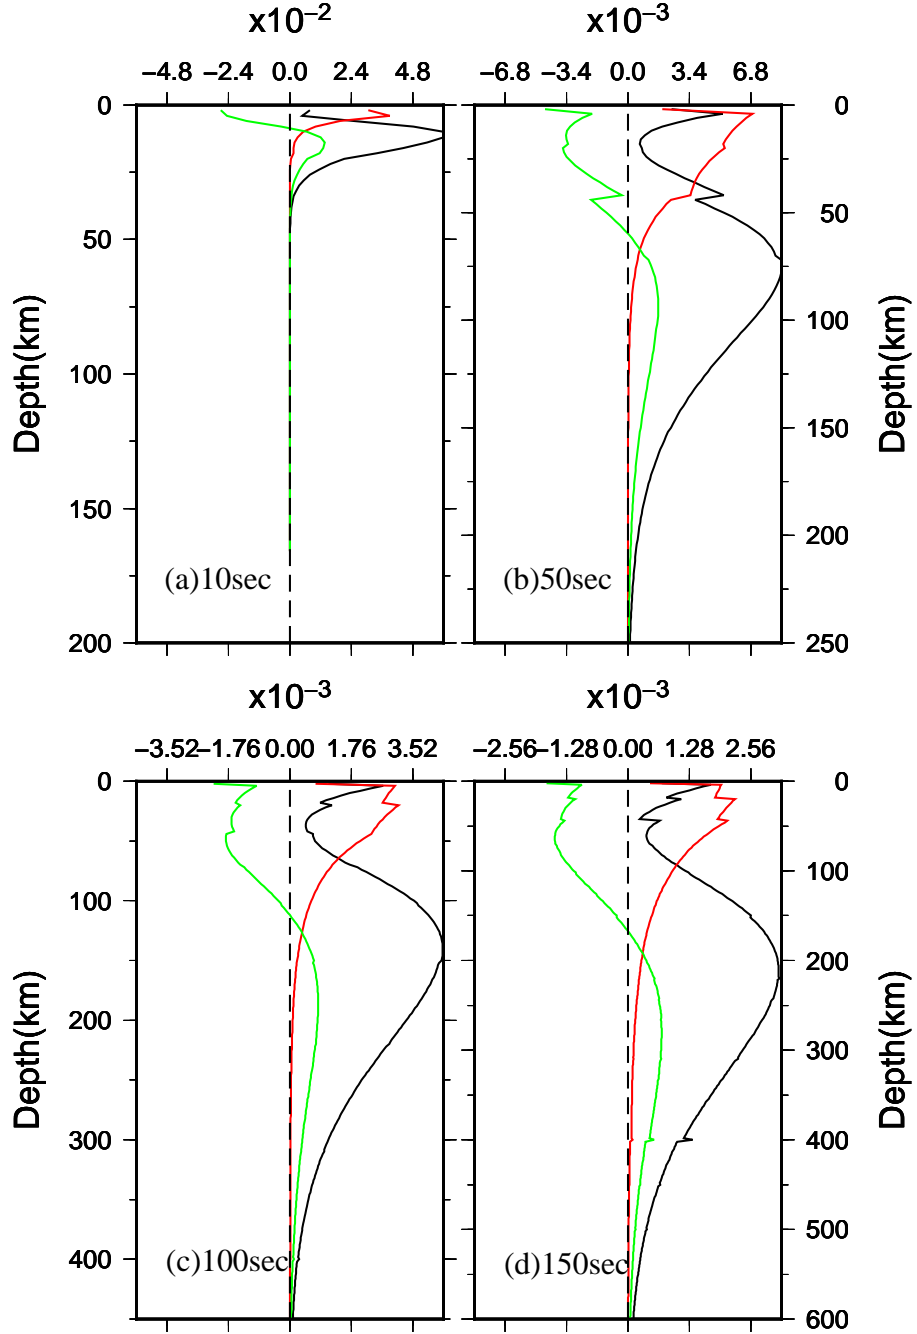 x10−2
x10−3
−4.8 −2.4 0.0 2.4 4.8
−6.8 −3.4 0.0 3.4 6.8
0
50
100
150
200
Depth(km)
(a)10sec
0
50
100
150
200
250
Depth(km)
(b)50sec
x10−3
x10−3
−3.52 −1.76 0.00 1.76 3.52
−2.56 −1.28 0.00 1.28 2.56
0
100
200
300
400
Depth(km)
(c)100sec
0
100
200
300
400
500
600
Depth(km)
(d)150sec